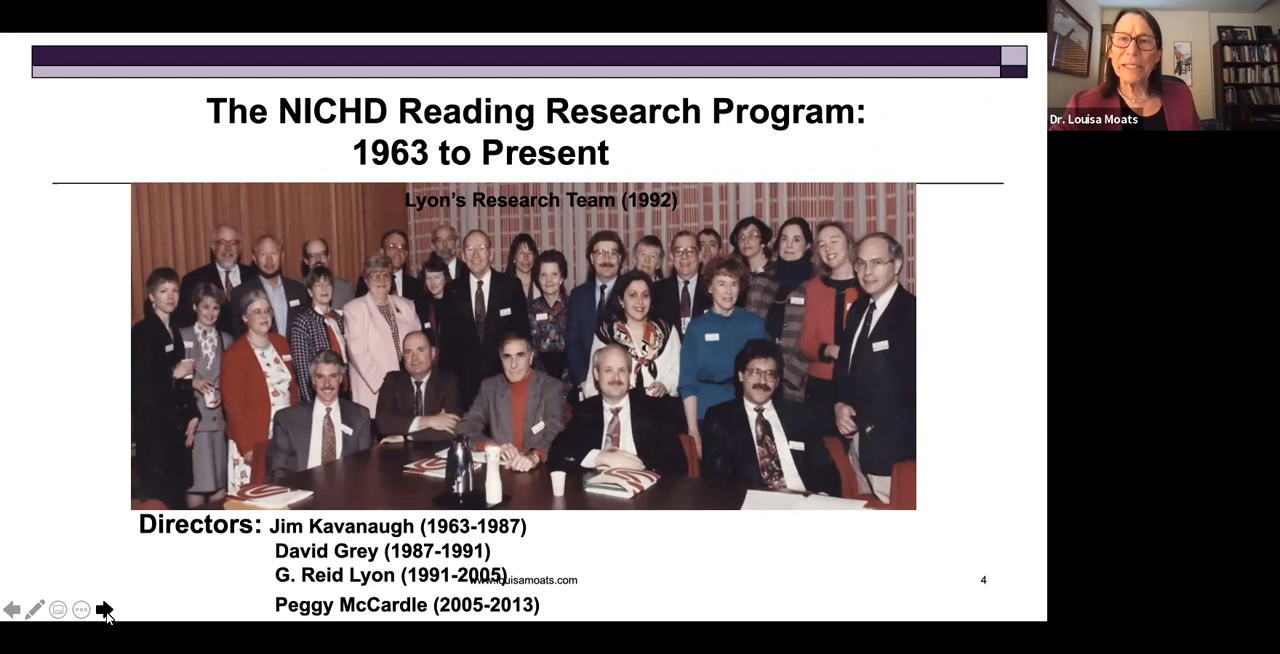 The NICHD Reading Research Program:
1963 to Present
Lyon's Research Team (1992)
Directors: Jim Kavanaugh (1963-1987)
David Grey (1987-1991)
G. Reid Lyon (1991-2005)
www.louisamoats.com
4
Peggy McCardle (2005-2013)
Dr. Louisa Moats